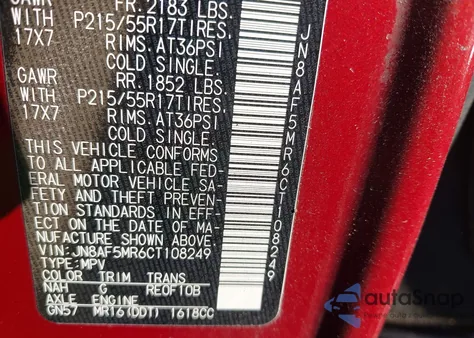 GAWR FR. 2183 LBS.
WITH P215/55R17TIRES.
17X7 RIMS. AT36PSI
COLD SINGLE.
GAWR RR. 1852 LBS.
WITH P215/55R17TIRES.
17X7 RIMS. AT36PSI
COLD SINGLE.
THIS VEHICLE CONFORMS
TO ALL APPLICABLE FED-
ERAL MOTOR VEHICLE SA-
FETY AND THEFT PREVEN-
TION STANDARDS IN EFF-
ECT ON THE DATE OF MA-
NUFACTURE SHOWN ABOVE.
VIN:JN8AF5MR6CT108249
TYPE:MPV
COLOR TRIM TRANS
NAH G RE0F10B
AXLE ENGINE
GN57 MR16(DDT) 1618CC
JN8AF5MR6CT108249
autoSnap